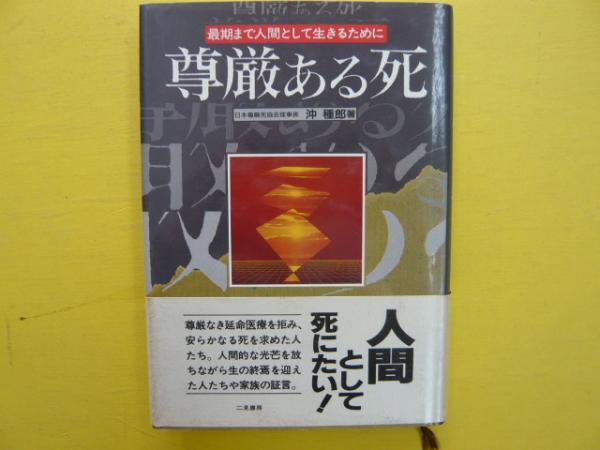 最期まで人間として生きるために
尊厳ある死
日本尊厳死協会理事長 沖 種郎著
人間
として
死にたい!
尊厳なき延命医療を拒み、
安らかなる死を求めた人
たち。人間的な光芒を放
ちながら生の終焉を迎え
た人たちや家族の証言。
二見書房